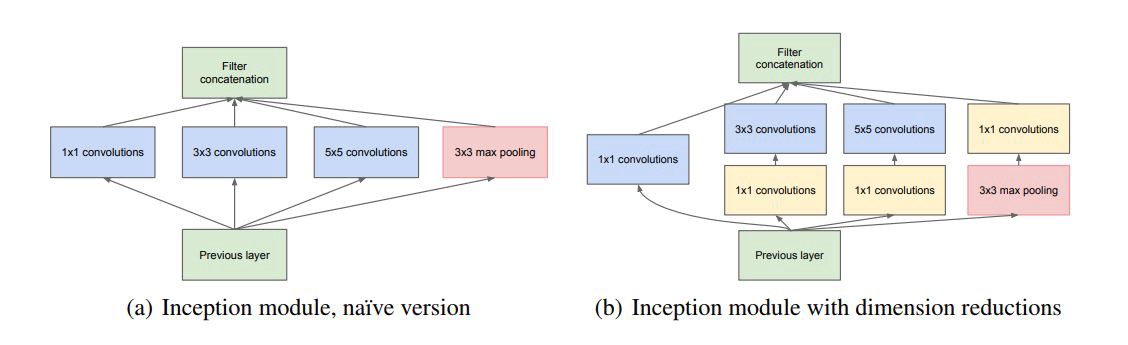 Filter
concatenation
1x1 convolutions
3x3 convolutions
5x5 convolutions
3x3 max pooling
Previous layer
(a) Inception module, naïve version
Filter
concatenation
3x3 convolutions
5x5 convolutions
1x1 convolutions
1x1 convolutions
1x1 convolutions
1x1 convolutions
3x3 max pooling
Previous layer
(b) Inception module with dimension reductions